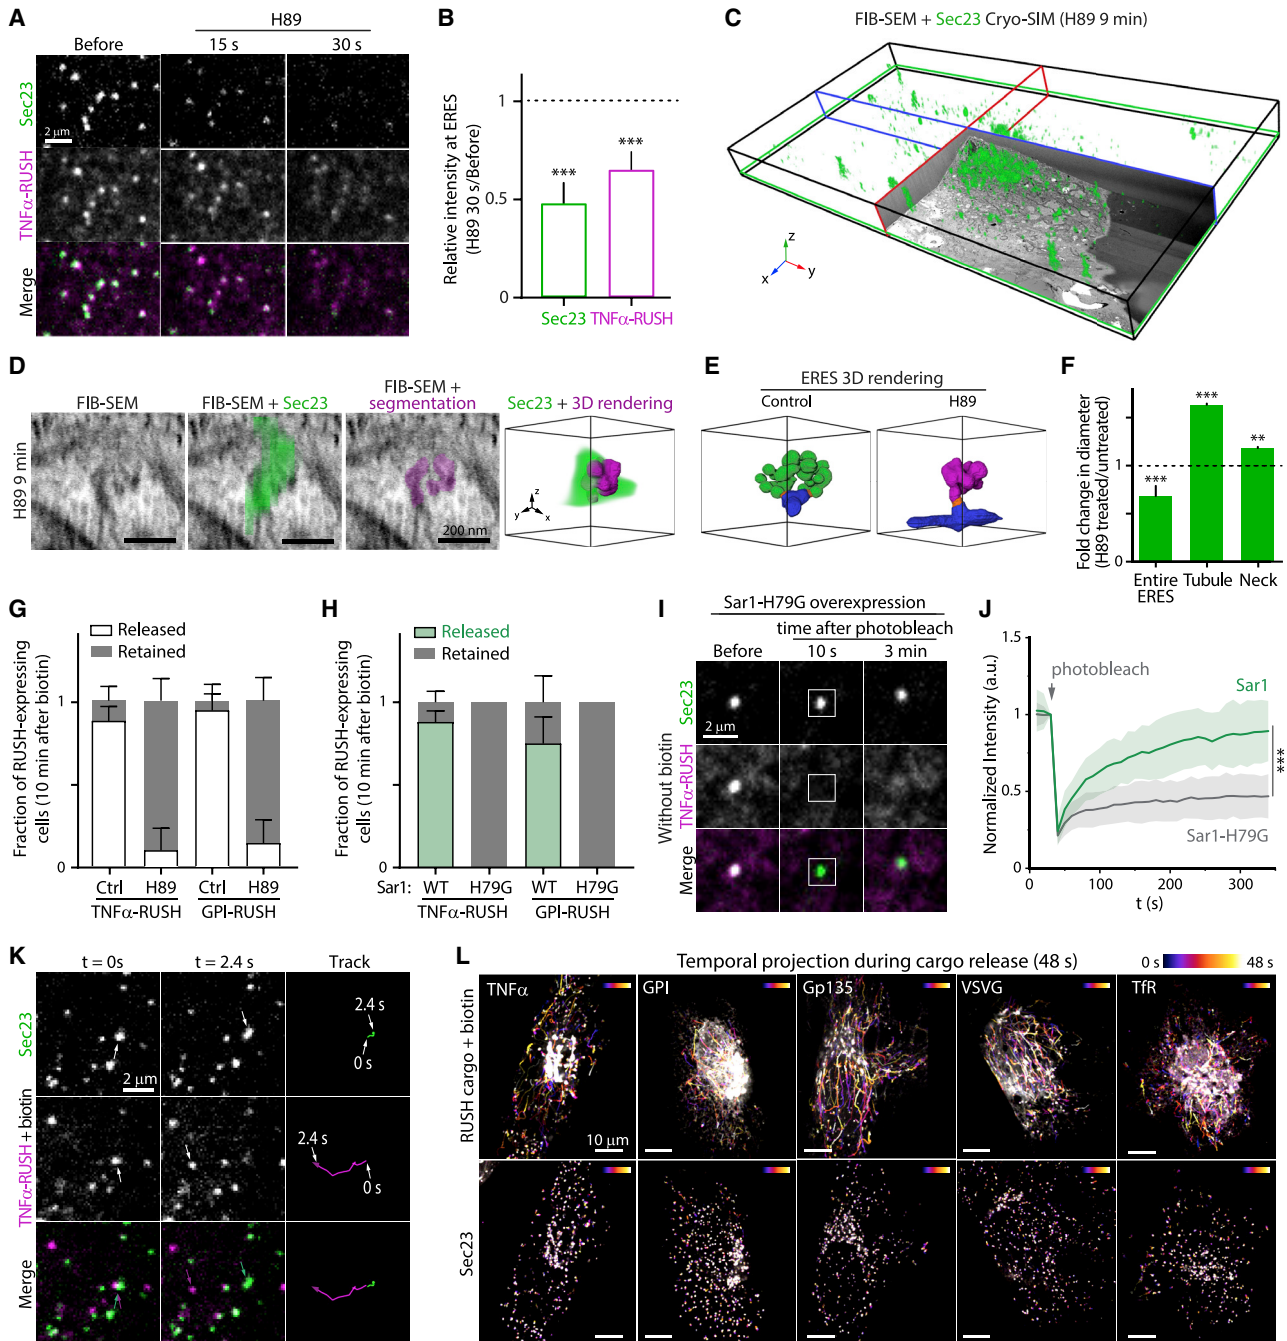 A
H89
Before
15 s
30 s
Sec23
2 μm
TNFα-RUSH
Merge
B
Relative intensity at ERES
(H89 30 s/Before)
1
0.5
0
***
***
Sec23
TNFα-RUSH
C
FIB-SEM + Sec23 Cryo-SIM (H89 9 min)
z
x
y
D
FIB-SEM
FIB-SEM + Sec23
FIB-SEM +
segmentation
Sec23 + 3D rendering
H89 9 min
200 nm
z
y
x
E
ERES 3D rendering
Control
H89
F
Fold change in diameter
(H89 treated/untreated)
1
0
***
***
**
Entire
ERES
Tubule
Neck
G
Released
Retained
Fraction of RUSH-expressing
cells (10 min after biotin)
1
0
Ctrl
H89
Ctrl
H89
TNFα-RUSH
GPI-RUSH
H
Released
Retained
Fraction of RUSH-expressing
cells (10 min after biotin)
1
0
Sar1:
WT
H79G
WT
H79G
TNFα-RUSH
GPI-RUSH
I
Sar1-H79G overexpression
time after photobleach
Before
10 s
3 min
Without biotin
Sec23
2 μm
TNFα-RUSH
Merge
J
Normalized Intensity (a.u.)
1.5
1
0.5
0
photobleach
Sar1
Sar1-H79G
***
100
200
300
t (s)
K
t = 0s
t = 2.4s
Track
Sec23
2 μm
2.4 s
0 s
TNFα-RUSH + biotin
2.4 s
0 s
Merge
L
Temporal projection during cargo release (48 s)
0 s
48 s
RUSH cargo + biotin
TNFα
GPI
Gp135
VSVG
TfR
10 μm
Sec23